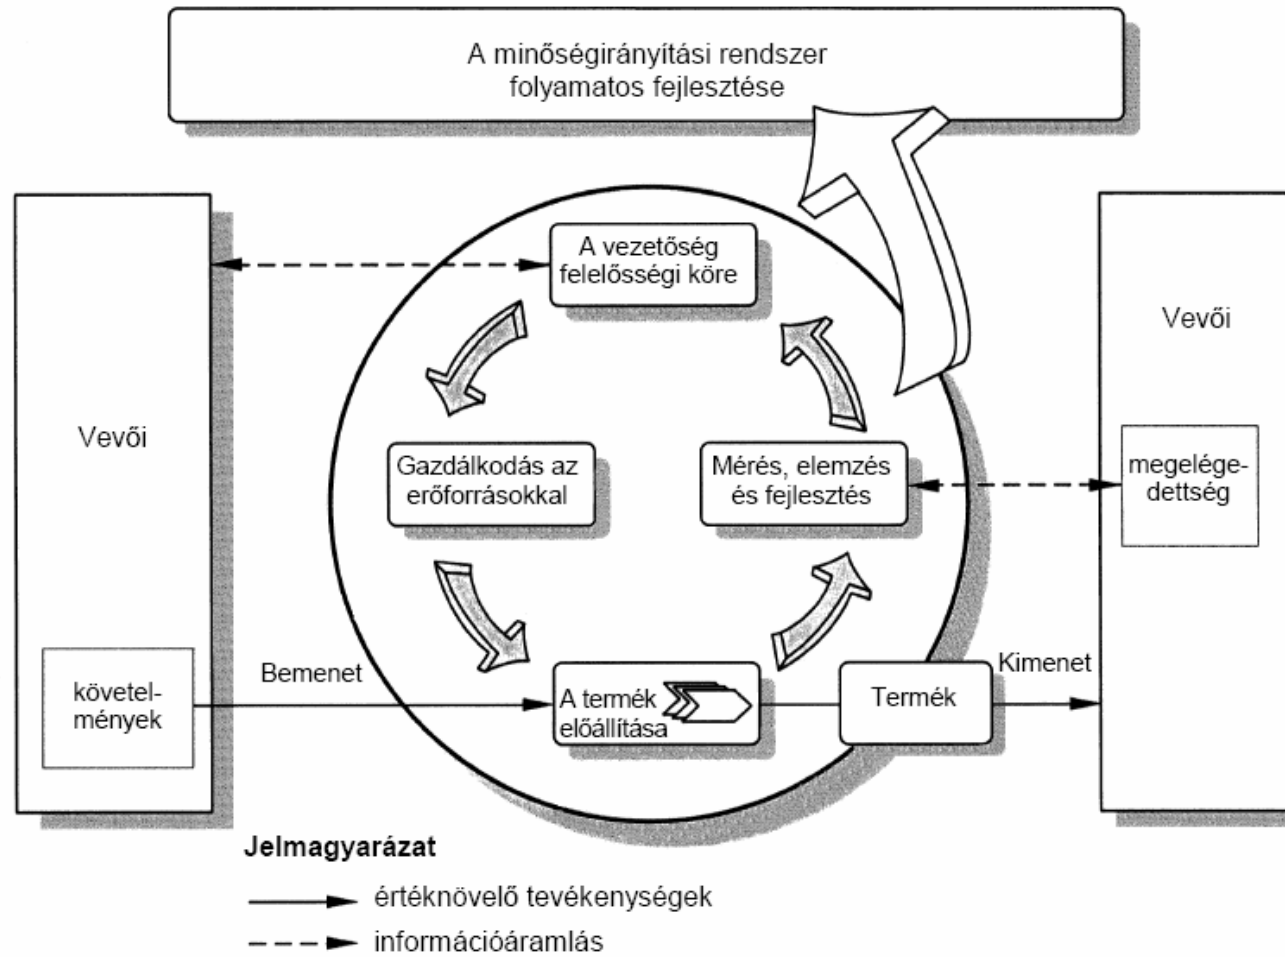 A minőségirányítási rendszer
folyamatos fejlesztése
A vezetőség
felelősségi köre
Vevői
Vevői
Gazdálkodás az
erőforrásokkal
Mérés, elemzés
és fejlesztés
megelége-
dettség
követel-
mények
Bemenet
A termék
előállítása
Termék
Kimenet
Jelmagyarázat
értéknövelő tevékenységek
információáramlás